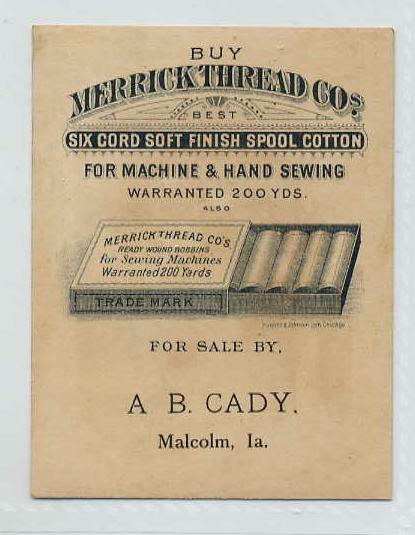 BUY
MERRICK THREAD CO'S
BEST
SIX CORD SOFT FINISH SPOOL COTTON
FOR MACHINE & HAND SEWING
WARRANTED 200 YDS.
ALSO
MERRICK THREAD CO'S
READY WOUND BOBBINS
for Sewing Machines
Warranted 200 Yards
TRADE MARK
FOR SALE BY,
A B. CADY,
Malcolm, Ia.